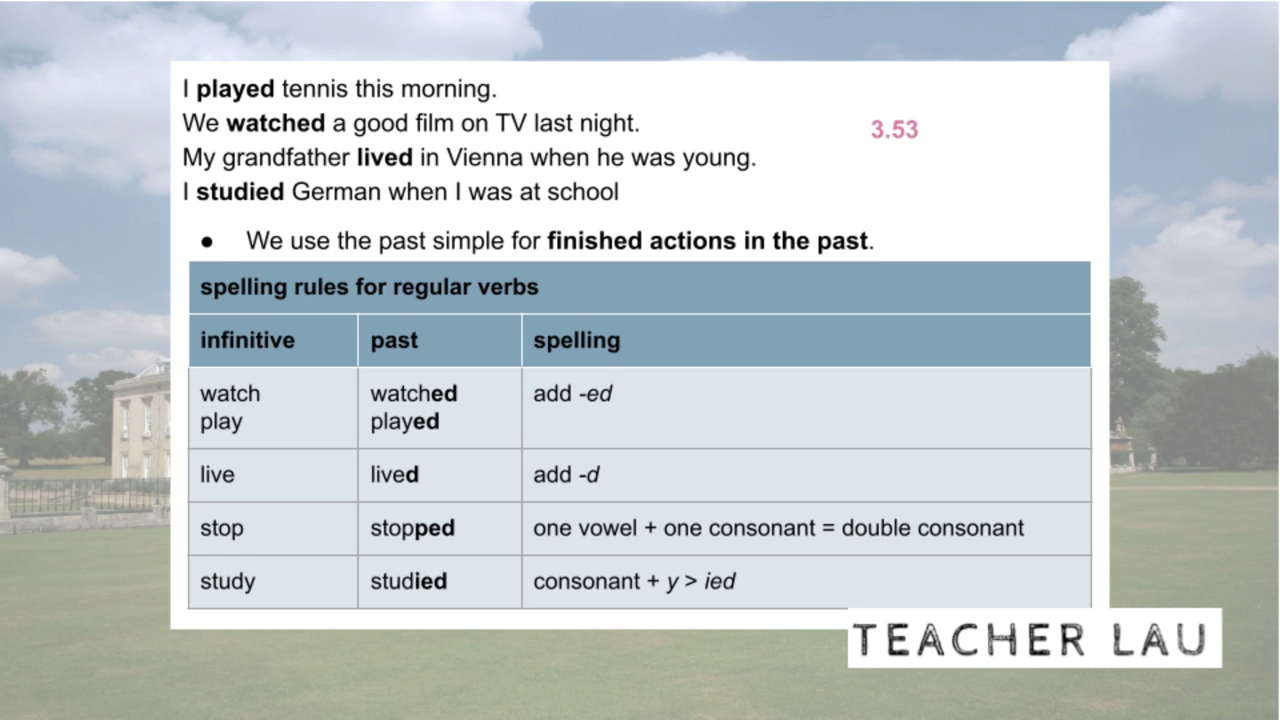 I played tennis this morning.
We watched a good film on TV last night.
3.53
My grandfather lived in Vienna when he was young.
I studied German when I was at school
● We use the past simple for finished actions in the past.
spelling rules for regular verbs
infinitive past spelling
watch watched add -ed
play played
live lived add -d
stop stopped one vowel + one consonant = double consonant
study studied consonant + y > ied
TEACHER LAU